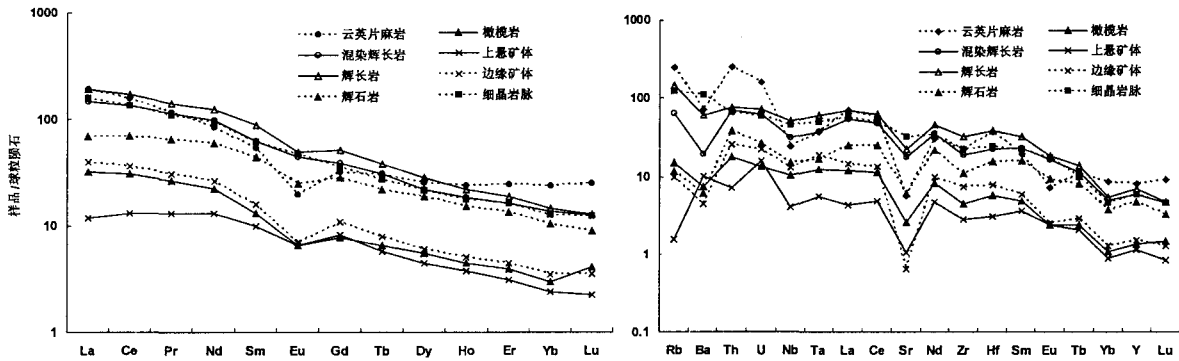 样品/球粒陨石
1000
100
10
1
云英片麻岩 橄榄岩
混染辉长岩 上悬矿体
辉长岩 边缘矿体
辉石岩 细晶岩脉
La Ce Pr Nd Sm Eu Gd Tb Dy Ho Er Yb Lu
1000
100
10
1
0.1
云英片麻岩 橄榄岩
混染辉长岩 上悬矿体
辉长岩 边缘矿体
辉石岩 细晶岩脉
Rb Ba Th U Nb Ta La Ce Sr Nd Zr Hf Sm Eu Tb Yb Y Lu